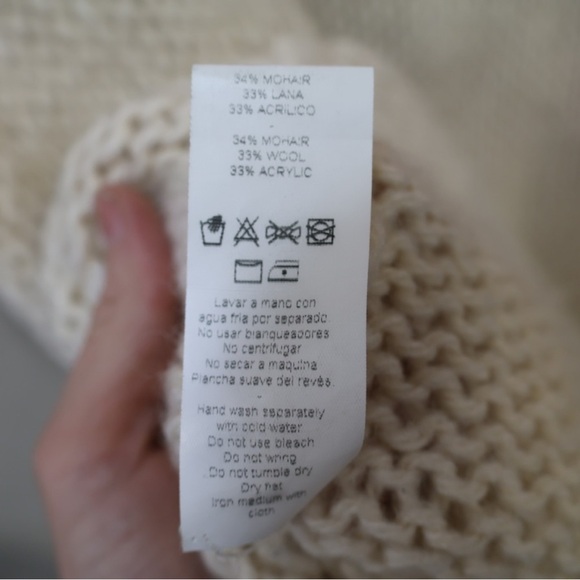 34% MOHAIR
33% LANA
33% ACRILICO
-
34% MOHAIR
33% WOOL
33% ACRYLIC
Lavar a mano con
agua fria por separado.
No usar blanqueadores
No centrifugar
No secar a maquina
Plancha suave del revés.
-
Hand wash separately
with cold water
Do not use bleach
Do not wring
Do not tumble dry
Dry flat
Iron medium with
cloth